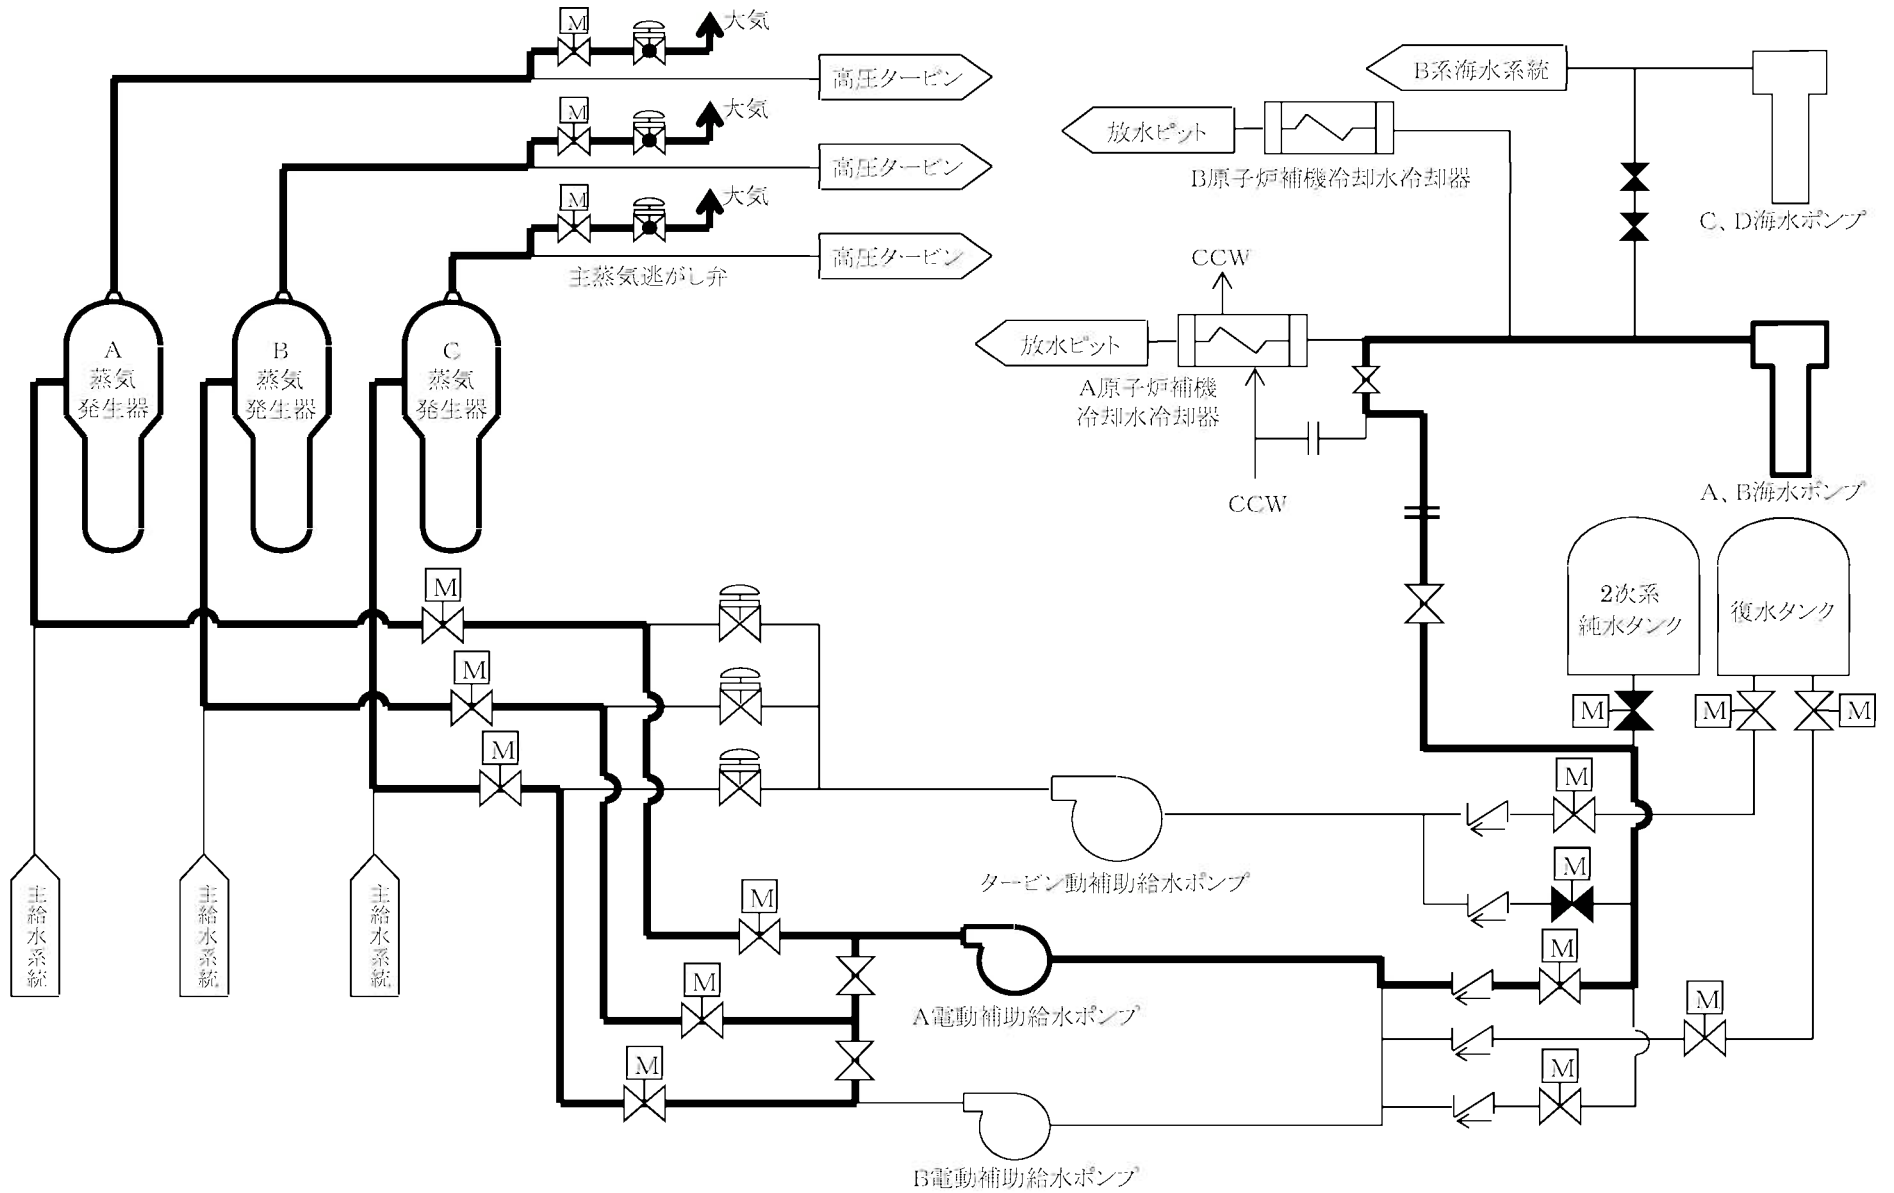 M
大気
高圧タービン
M
大気
高圧タービン
M
大気
高圧タービン
主蒸気逃がし弁
B系海水系統
放水ピット
B原子炉補機冷却水冷却器
C、D海水ポンプ
CCW
放水ピット
A原子炉補機
冷却水冷却器
CCW
A、B海水ポンプ
A
蒸気
発生器
B
蒸気
発生器
C
蒸気
発生器
M
M
M
2次系
純水タンク
復水タンク
M
M
M
M
タービン動補助給水ポンプ
M
主給水系統
主給水系統
主給水系統
M
M
M
A電動補助給水ポンプ
M
M
M
M
B電動補助給水ポンプ